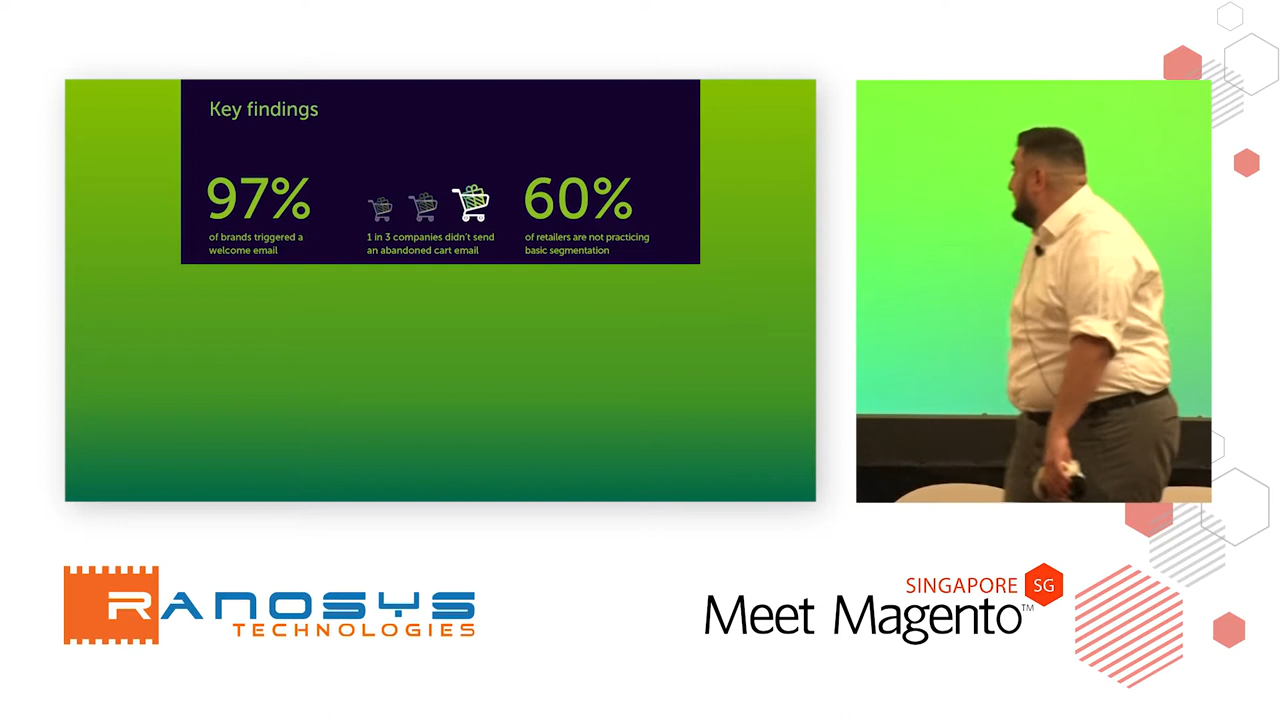 Key findings
97%
of brands triggered a
welcome email
1 in 3 companies didn't send
an abandoned cart email
60%
of retailers are not practicing
basic segmentation
RANOSYS
TECHNOLOGIES
SINGAPORE SG
Meet Magento™